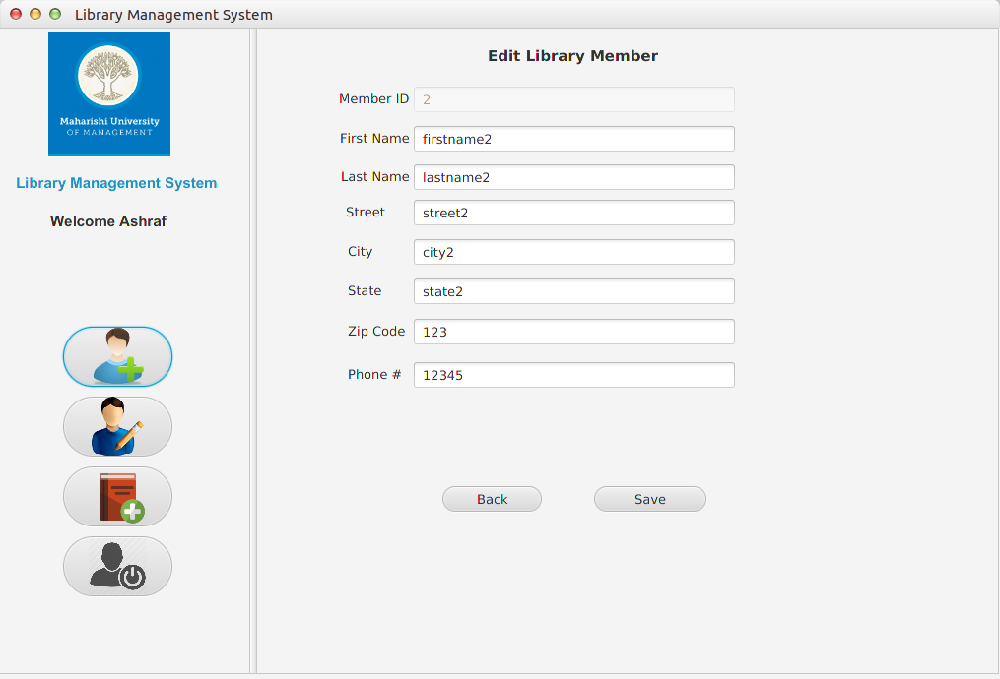 Library Management System
Maharishi University
OF MANAGEMENT
Library Management System
Welcome Ashraf
Edit Library Member
Member ID 2
First Name firstname2
Last Name lastname2
Street street2
City city2
State state2
Zip Code 123
Phone # 12345
Back Save